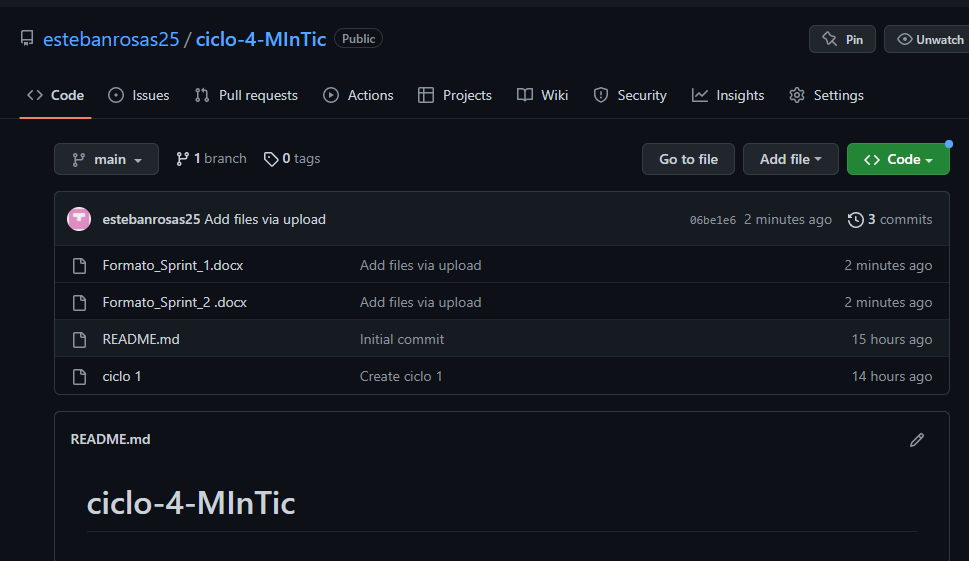 estebanrosas25 / ciclo-4-MInTic Public Pin Unwatch
Code Issues Pull requests Actions Projects Wiki Security Insights Settings
main 1 branch 0 tags Go to file Add file Code
estebanrosas25 Add files via upload 06be1e6 2 minutes ago 3 commits
Formato_Sprint_1.docx Add files via upload 2 minutes ago
Formato_Sprint_2 .docx Add files via upload 2 minutes ago
README.md Initial commit 15 hours ago
ciclo 1 Create ciclo 1 14 hours ago
README.md
ciclo-4-MInTic